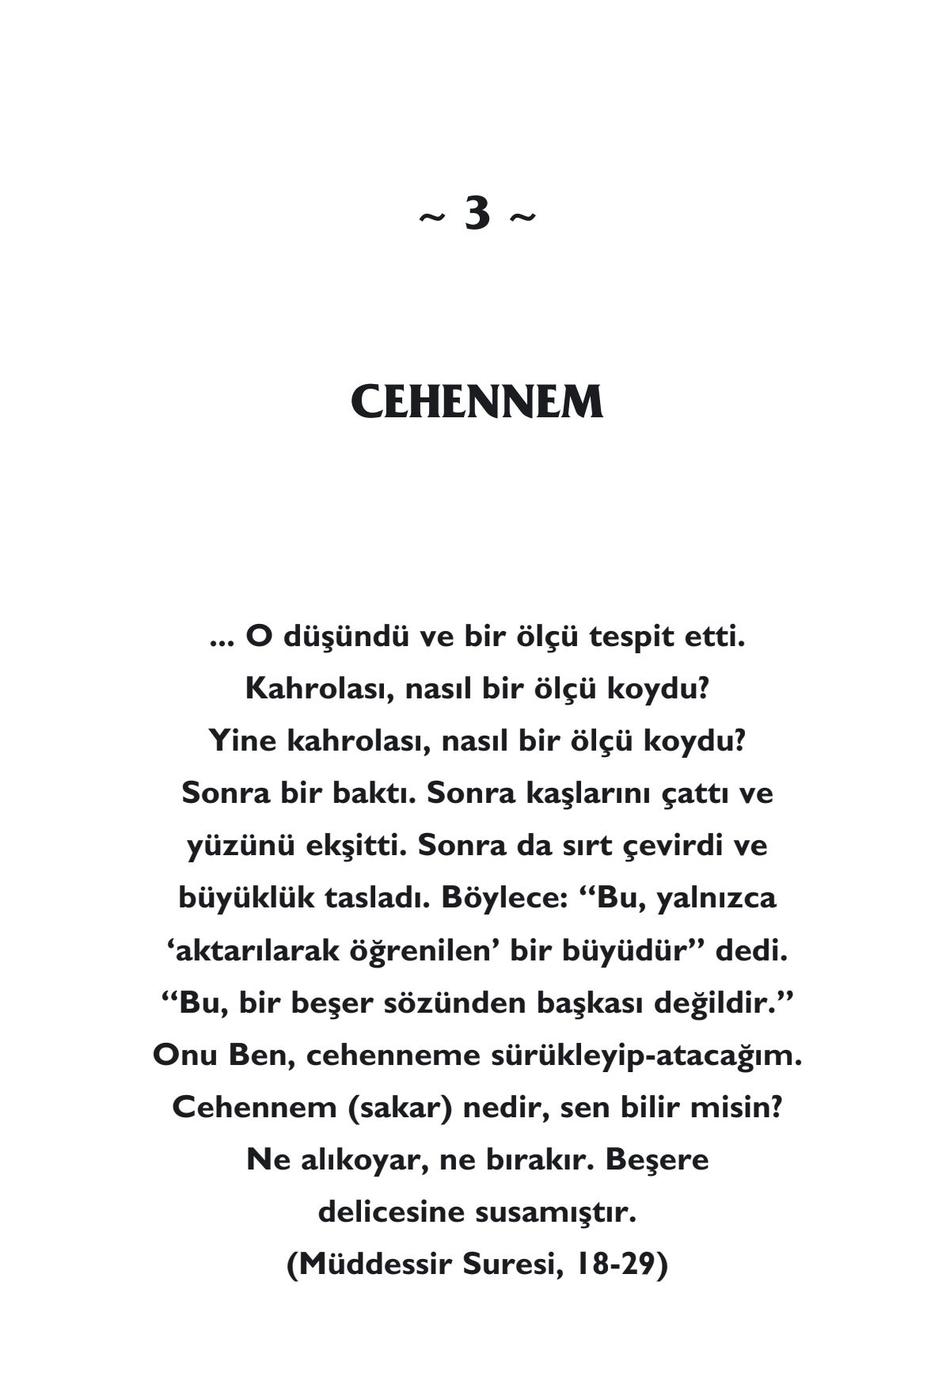 ~ 3 ~
CEHENNEM
... O düşündü ve bir ölçü tespit etti.
Kahrolası, nasıl bir ölçü koydu?
Yine kahrolası, nasıl bir ölçü koydu?
Sonra bir baktı. Sonra kaşlarını çattı ve
yüzünü ekşitti. Sonra da sırt çevirdi ve
büyüklük tasladı. Böylece: “Bu, yalnızca
‘aktarılarak öğrenilen’ bir büyüdür” dedi.
“Bu, bir beşer sözünden başkası değildir.”
Onu Ben, cehenneme sürükleyip-atacağım.
Cehennem (sakar) nedir, sen bilir misin?
Ne alıkoyar, ne bırakır. Beşere
delicesine susamıştır.
(Müddessir Suresi, 18-29)